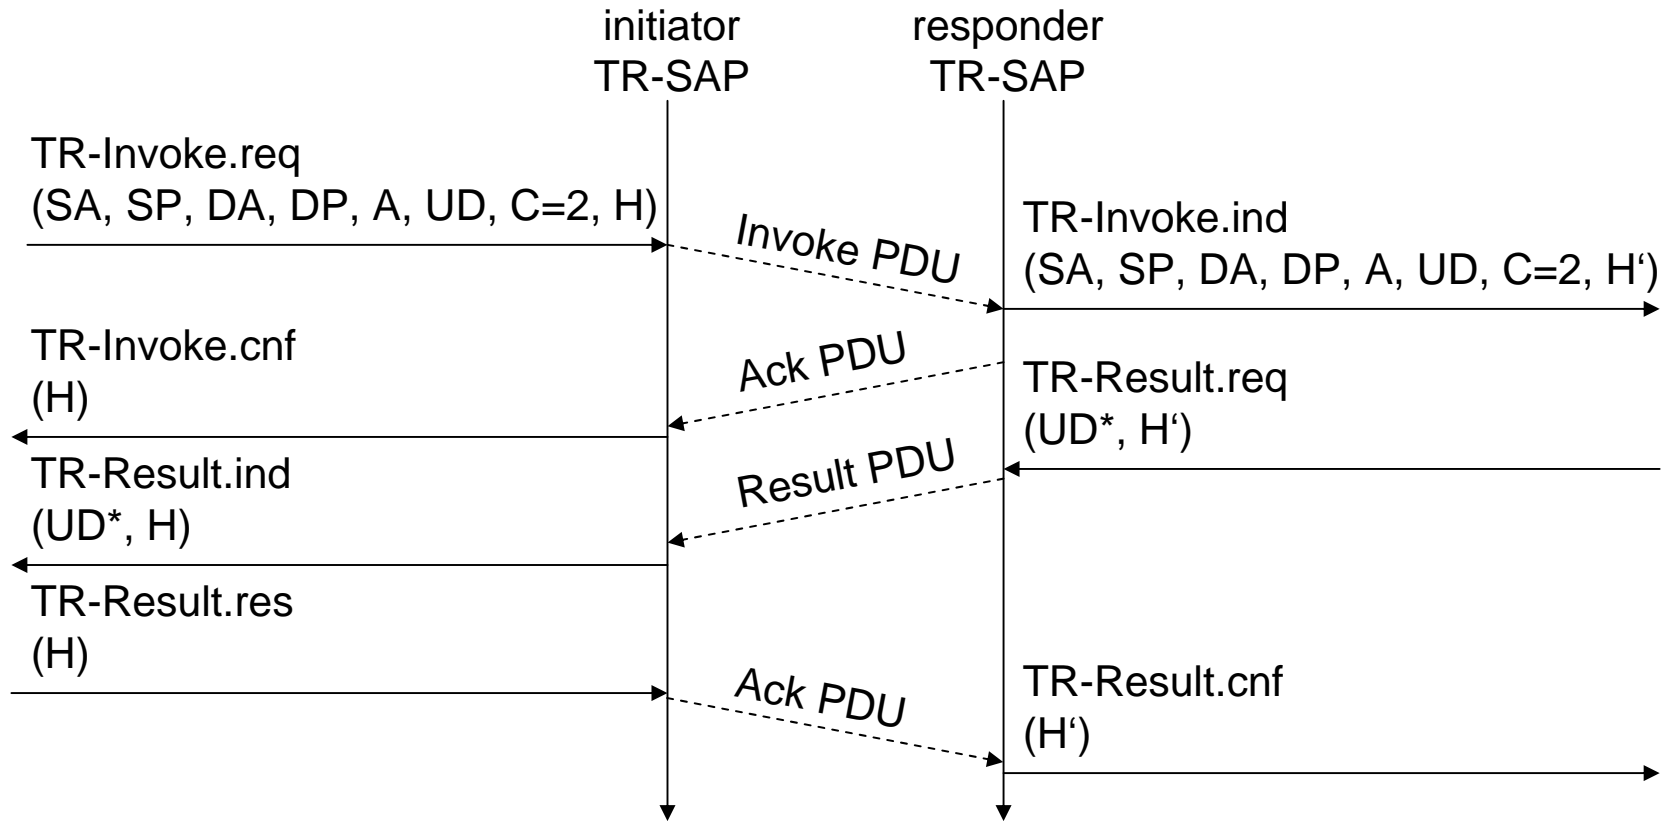 initiator
TR-SAP
responder
TR-SAP
TR-Invoke.req
(SA, SP, DA, DP, A, UD, C=2, H)
Invoke PDU
TR-Invoke.ind
(SA, SP, DA, DP, A, UD, C=2, H‘)
TR-Invoke.cnf
(H)
Ack PDU
TR-Result.req
(UD*, H‘)
TR-Result.ind
(UD*, H)
Result PDU
TR-Result.res
(H)
Ack PDU
TR-Result.cnf
(H‘)